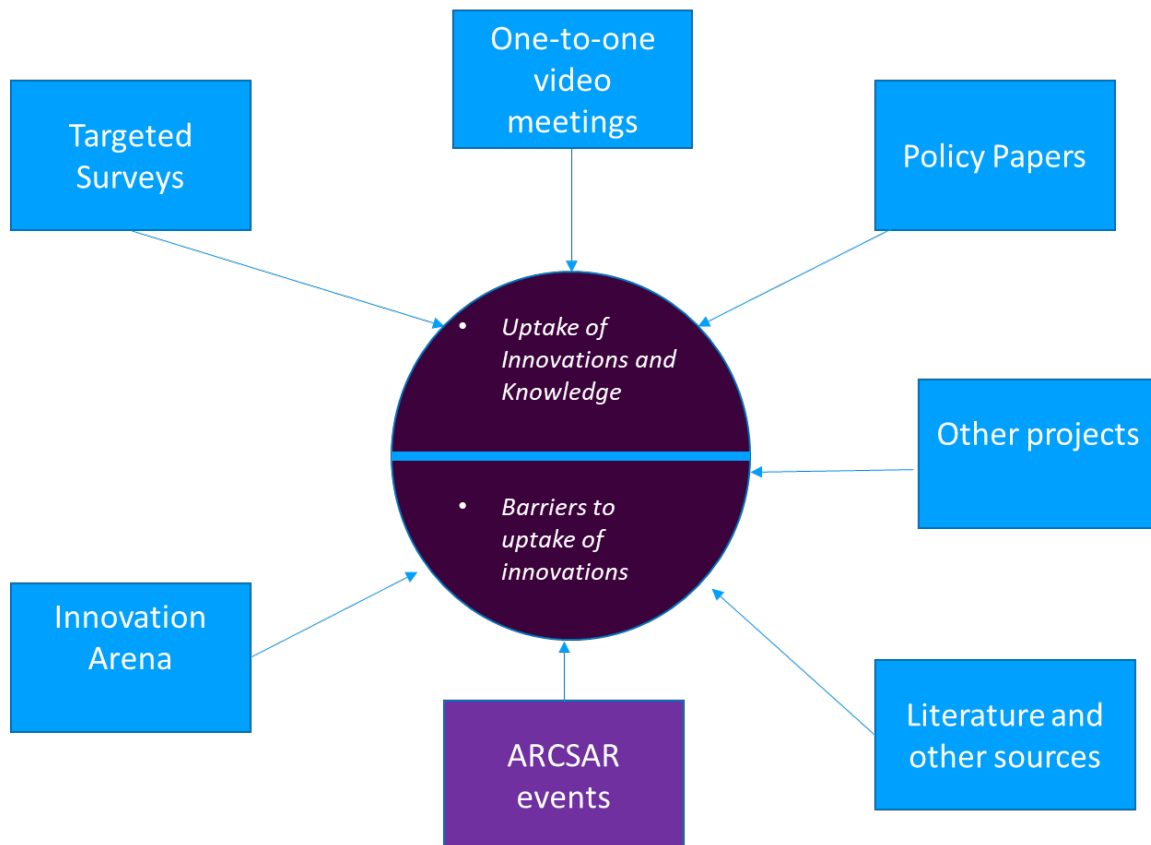 One-to-one
video
meetings
Targeted
Surveys
Policy Papers
• Uptake of
Innovations and
Knowledge
Other projects
• Barriers to
uptake of
innovations
Innovation
Arena
Literature and
other sources
ARCSAR
events